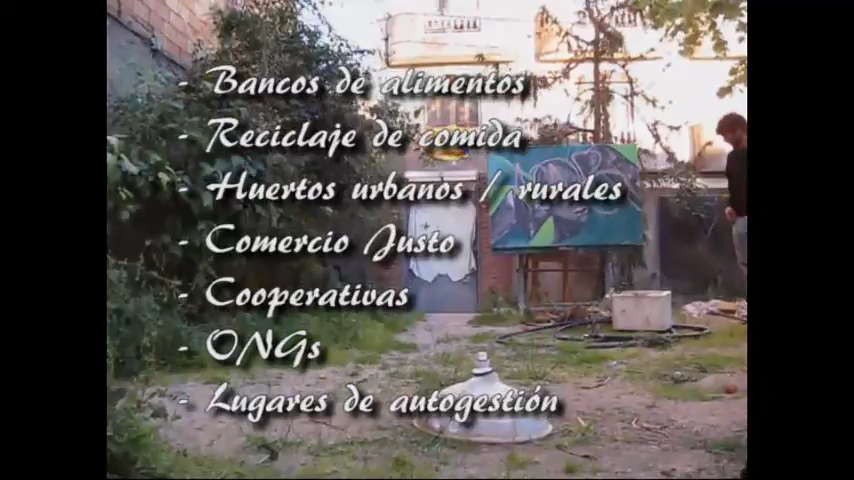 - Bancos de alimentos
- Reciclaje de comida
- Huertos urbanos / rurales
- Comercio Justo
- Cooperativas
- ONGs
- Lugares de autogestión